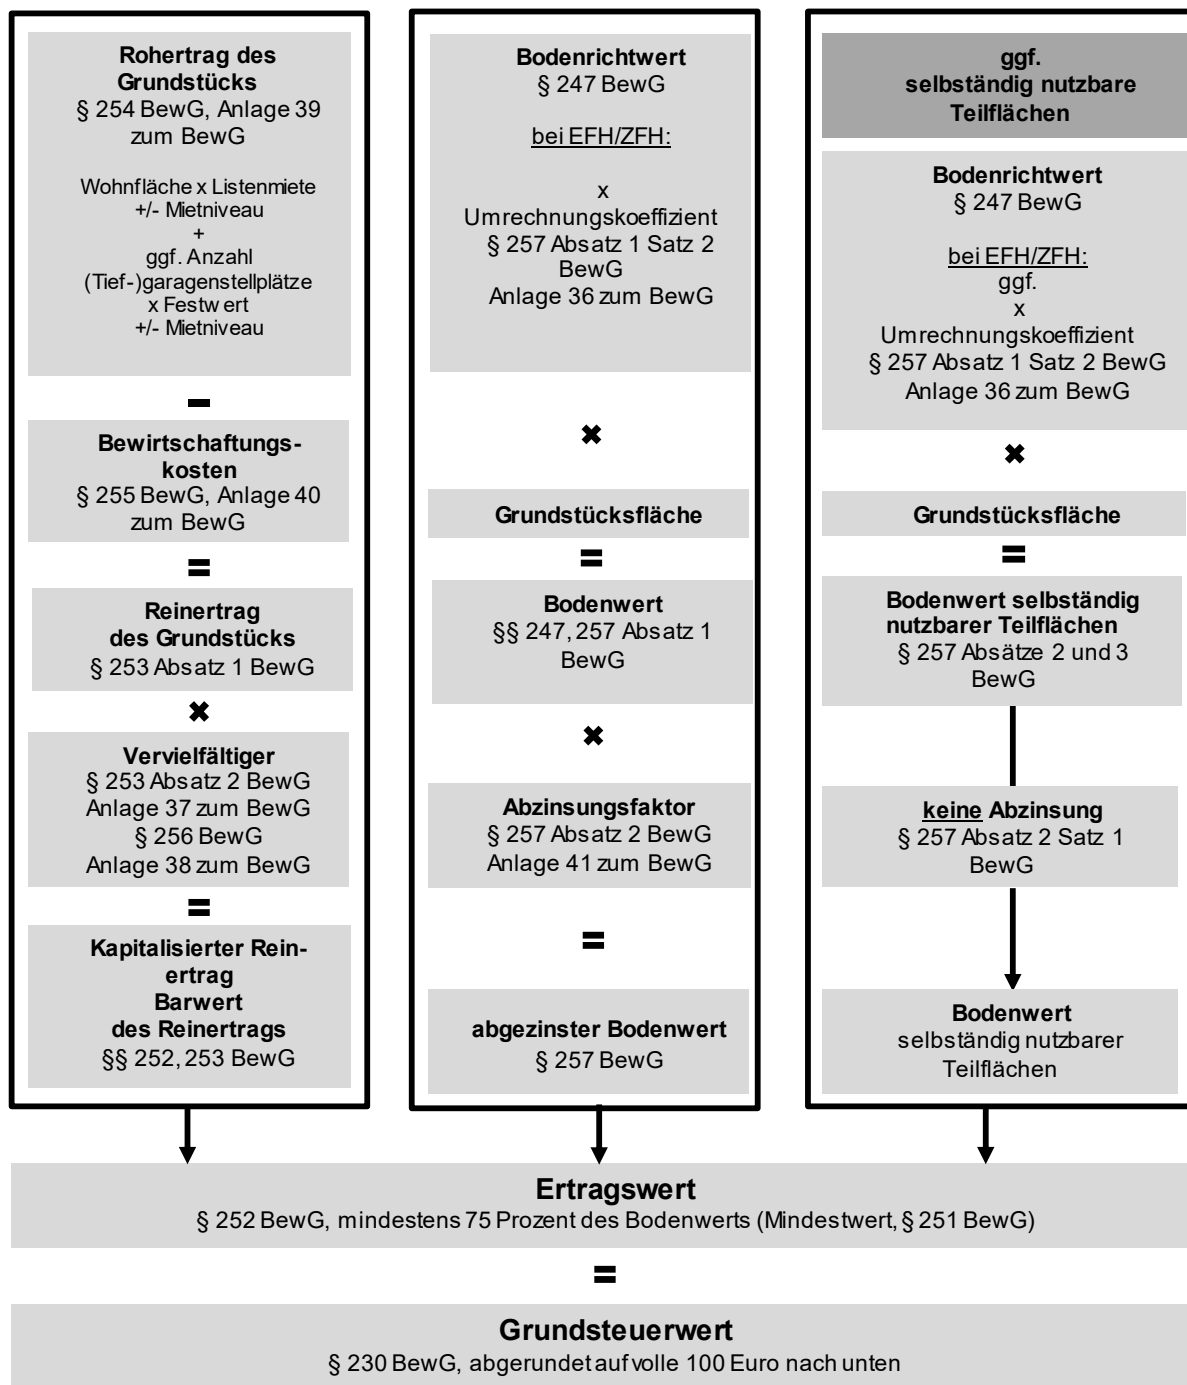 Rohertrag des
Grundstücks
§ 254 BewG, Anlage 39
zum BewG
Wohnfläche x Listenmiete
+/- Mietniveau
+
ggf. Anzahl
(Tief-)garagenstellplätze
x Festwert
+/- Mietniveau
–
Bewirtschaftungs-
kosten
§ 255 BewG, Anlage 40
zum BewG
=
Reinertrag
des Grundstücks
§ 253 Absatz 1 BewG
×
Vervielfältiger
§ 253 Absatz 2 BewG
Anlage 37 zum BewG
§ 256 BewG
Anlage 38 zum BewG
=
Kapitalisierter Rein-
ertrag
Barwert
des Reinertrags
§§ 252, 253 BewG
Bodenrichtwert
§ 247 BewG
bei EFH/ZFH:
x
Umrechnungskoeffizient
§ 257 Absatz 1 Satz 2
BewG
Anlage 36 zum BewG
×
Grundstücksfläche
=
Bodenwert
§§ 247, 257 Absatz 1
BewG
×
Abzinsungsfaktor
§ 257 Absatz 2 BewG
Anlage 41 zum BewG
=
abgezinster Bodenwert
§ 257 BewG
ggf.
selbständig nutzbare
Teilflächen
Bodenrichtwert
§ 247 BewG
bei EFH/ZFH:
ggf.
x
Umrechnungskoeffizient
§ 257 Absatz 1 Satz 2 BewG
Anlage 36 zum BewG
×
Grundstücksfläche
=
Bodenwert selbständig
nutzbarer Teilflächen
§ 257 Absätze 2 und 3
BewG
keine Abzinsung
§ 257 Absatz 2 Satz 1
BewG
Bodenwert
selbständig nutzbarer
Teilflächen
Ertragswert
§ 252 BewG, mindestens 75 Prozent des Bodenwerts (Mindestwert, § 251 BewG)
=
Grundsteuerwert
§ 230 BewG, abgerundet auf volle 100 Euro nach unten